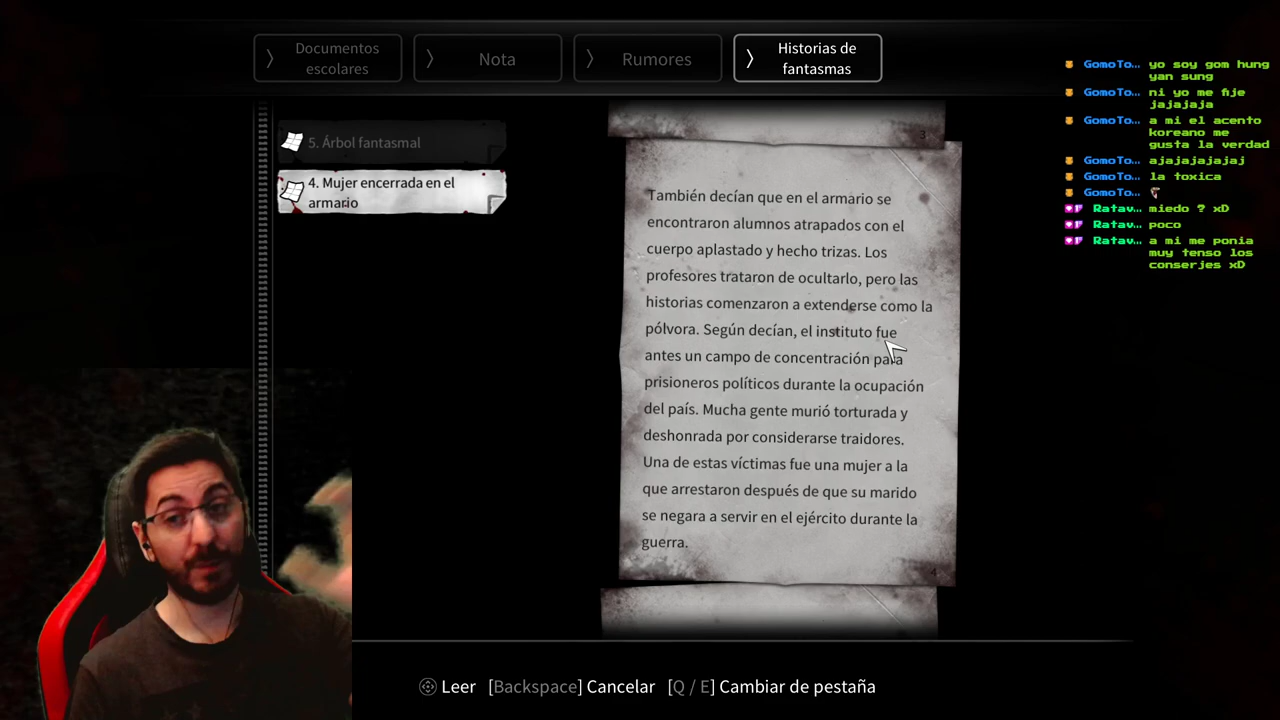 Documentos
escolares
Nota
Rumores
Historias de
fantasmas
5. Árbol fantasmal
4. Mujer encerrada en el
armario
3
También decían que en el armario se
encontraron alumnos atrapados con el
cuerpo aplastado y hecho trizas. Los
profesores trataron de ocultarlo, pero las
historias comenzaron a extenderse como la
pólvora. Según decían, el instituto fue
antes un campo de concentración para
prisioneros políticos durante la ocupación
del país. Mucha gente murió torturada y
deshonrada por considerarse traidores.
Una de estas víctimas fue una mujer a la
que arrestaron después de que su marido
se negara a servir en el ejército durante la
guerra.
4
GomoTo... yo soy gom hung
yan sung
GomoTo... ni yo me fije
jajajaja
GomoTo... a mi el acento
koreano me
gusta la verdad
GomoTo... ajajajajajaj
GomoTo... la toxica
GomoTo...
Ratav... miedo ? xD
Ratav... poco
Ratav... a mi me ponia
muy tenso los
conserjes xD
Leer [Backspace] Cancelar [Q / E] Cambiar de pestaña